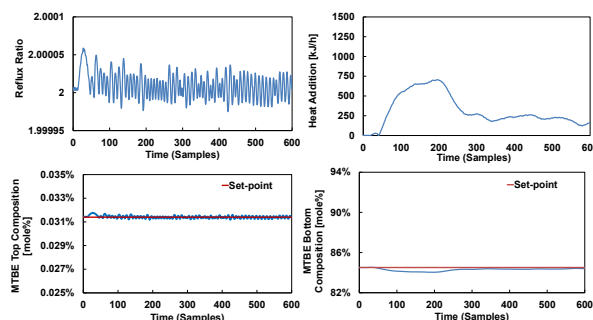 2.0001
2.00005
2
1.99995
Reflux Ratio
0 100 200 300 400 500 600
Time (Samples)
1500
1250
1000
750
500
250
0
Heat Addition [kJ/h]
0 100 200 300 400 500 600
Time (Samples)
0.035%
0.033%
0.031%
0.029%
0.027%
0.025%
MTBE Top Composition
[mole%]
Set-point
0 100 200 300 400 500 600
Time (Samples)
94%
90%
86%
82%
MTBE Bottom
Composition [mole%]
Set-point
0 100 200 300 400 500 600
Time (Samples)